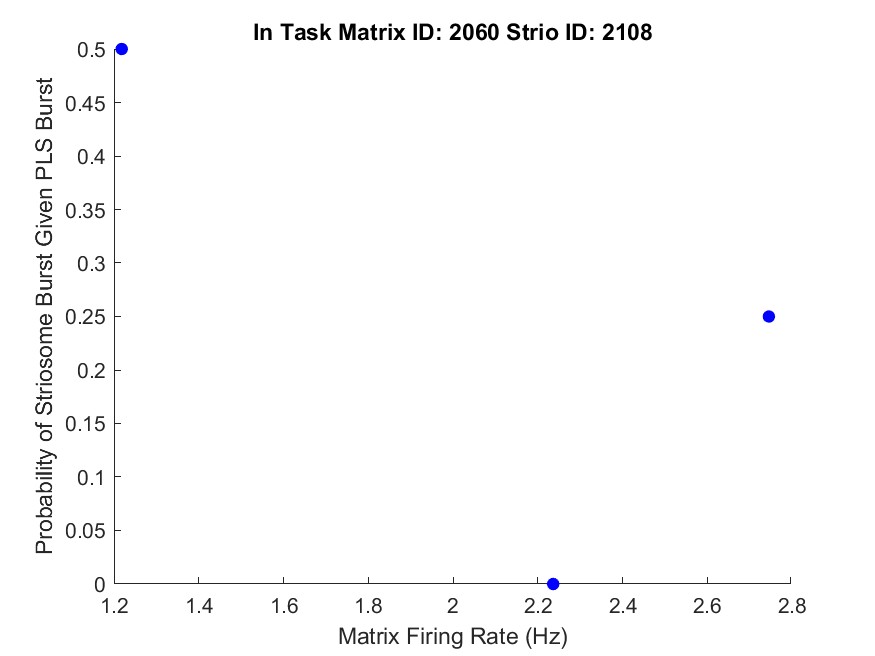 In Task Matrix ID: 2060 Strio ID: 2108
Probability of Striosome Burst Given PLS Burst
0.5
0.45
0.4
0.35
0.3
0.25
0.2
0.15
0.1
0.05
0
1.2 1.4 1.6 1.8 2 2.2 2.4 2.6 2.8
Matrix Firing Rate (Hz)